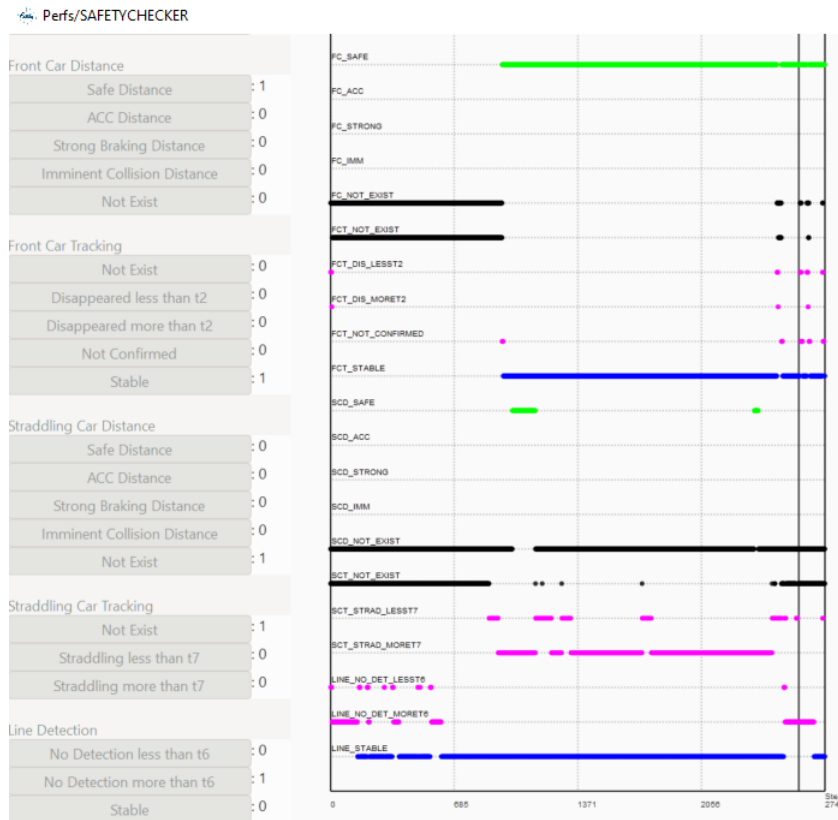 Perfs/SAFETYCHECKER
Front Car Distance
Safe Distance : 1
ACC Distance : 0
Strong Braking Distance : 0
Imminent Collision Distance : 0
Not Exist : 0
Front Car Tracking
Not Exist : 0
Disappeared less than t2 : 0
Disappeared more than t2 : 0
Not Confirmed : 0
Stable : 1
Straddling Car Distance
Safe Distance : 0
ACC Distance : 0
Strong Braking Distance : 0
Imminent Collision Distance : 0
Not Exist : 1
Straddling Car Tracking
Not Exist : 1
Straddling less than t7 : 0
Straddling more than t7 : 0
Line Detection
No Detection less than t6 : 0
No Detection more than t6 : 1
Stable : 0
FC_SAFE
FC_ACC
FC_STRONG
FC_IMM
FC_NOT_EXIST
FCT_NOT_EXIST
FCT_DIS_LESST2
FCT_DIS_MORET2
FCT_NOT_CONFIRMED
FCT_STABLE
SCD_SAFE
SCD_ACC
SCD_STRONG
SCD_IMM
SCD_NOT_EXIST
SCT_NOT_EXIST
SCT_STRAD_LESST7
SCT_STRAD_MORET7
LINE_NO_DET_LESST6
LINE_NO_DET_MORET6
LINE_STABLE
Ste
0 685 1371 2056 274